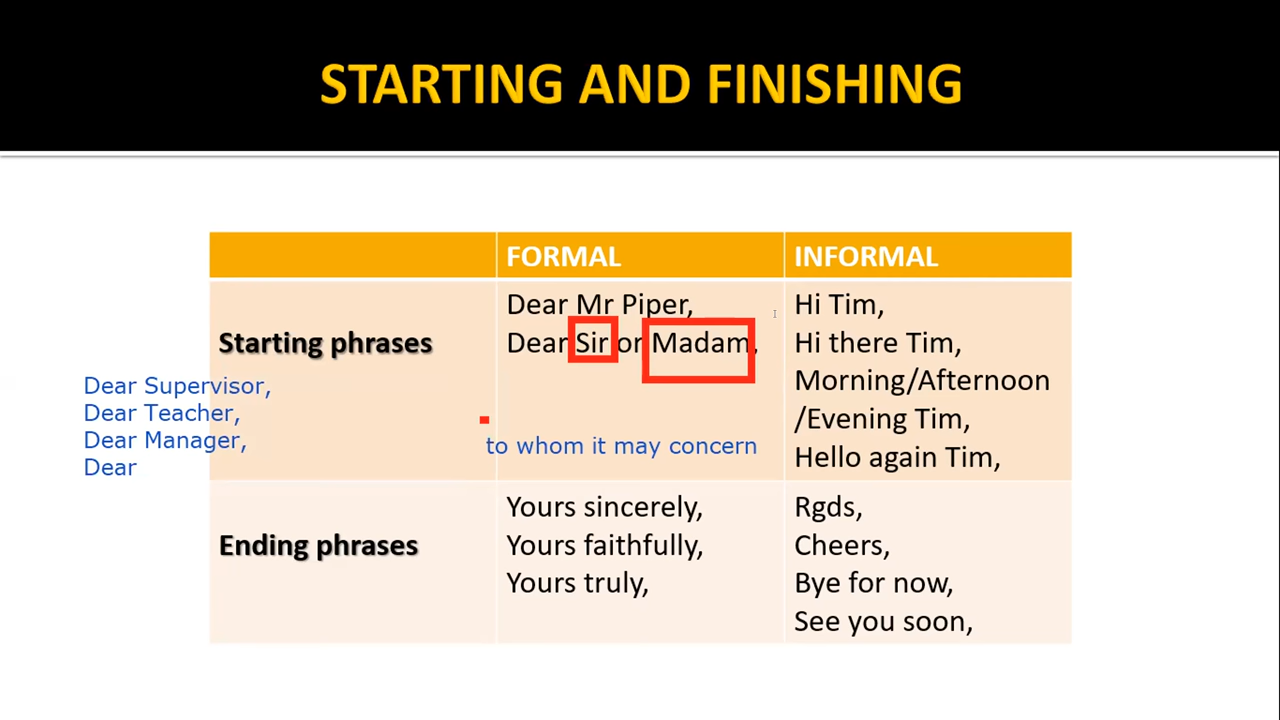 STARTING AND FINISHING
FORMAL
INFORMAL
Starting phrases
Dear Mr Piper,
Dear Sir or Madam,
to whom it may concern
Hi Tim,
Hi there Tim,
Morning/Afternoon
/Evening Tim,
Hello again Tim,
Dear Supervisor,
Dear Teacher,
Dear Manager,
Dear
Ending phrases
Yours sincerely,
Yours faithfully,
Yours truly,
Rgds,
Cheers,
Bye for now,
See you soon,